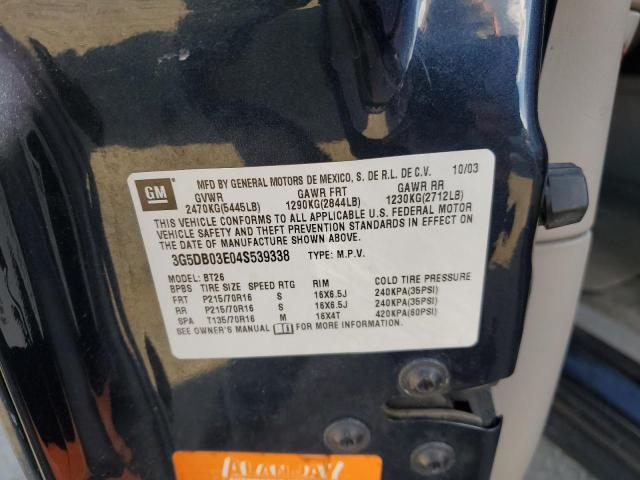 GM
MFD BY GENERAL MOTORS DE MEXICO, S. DE R.L. DE C.V. 10/03
GVWR GAWR FRT GAWR RR
2470KG(5445LB) 1290KG(2844LB) 1230KG(2712LB)
THIS VEHICLE CONFORMS TO ALL APPLICABLE U.S. FEDERAL MOTOR
VEHICLE SAFETY AND THEFT PREVENTION STANDARDS IN EFFECT ON
THE DATE OF MANUFACTURE SHOWN ABOVE.
3G5DB03E04S539338 TYPE: M.P.V.
MODEL: BT26
BPBS TIRE SIZE SPEED RTG RIM COLD TIRE PRESSURE
FRT P215/70R16 S 16X6.5J 240KPA(35PSI)
RR P215/70R16 S 16X6.5J 240KPA(35PSI)
SPA T135/70R16 M 16X4T 420KPA(60PSI)
SEE OWNER'S MANUAL FOR MORE INFORMATION.